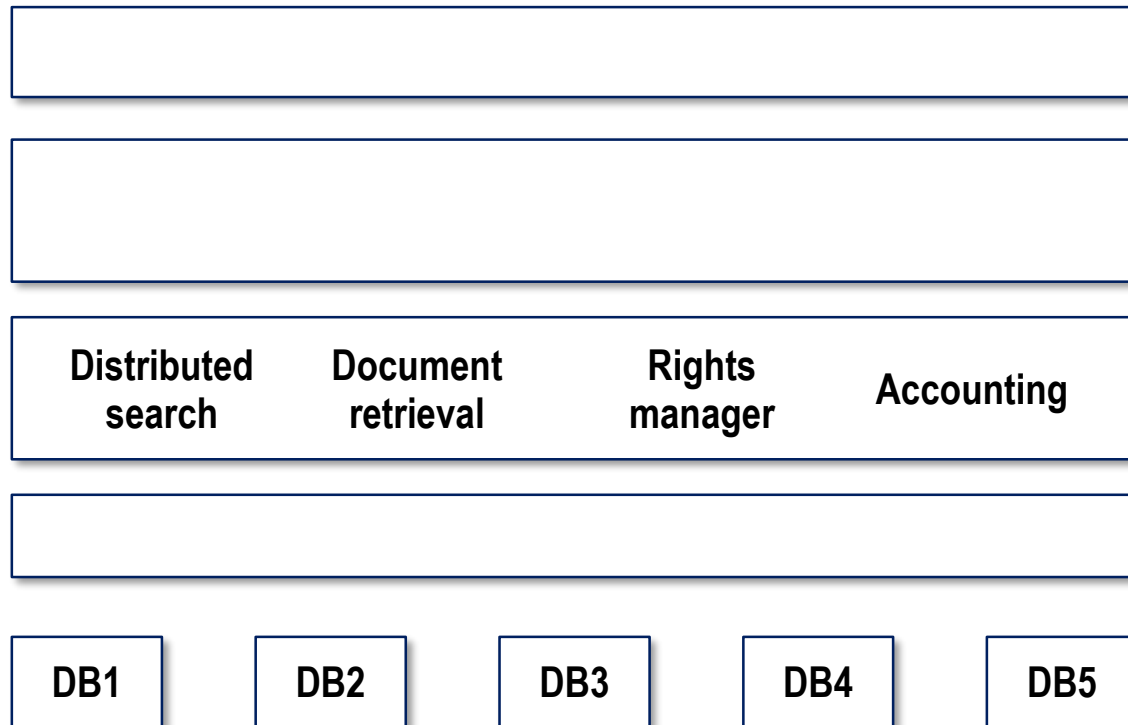 Distributed
search
Document
retrieval
Rights
manager
Accounting
DB1
DB2
DB3
DB4
DB5